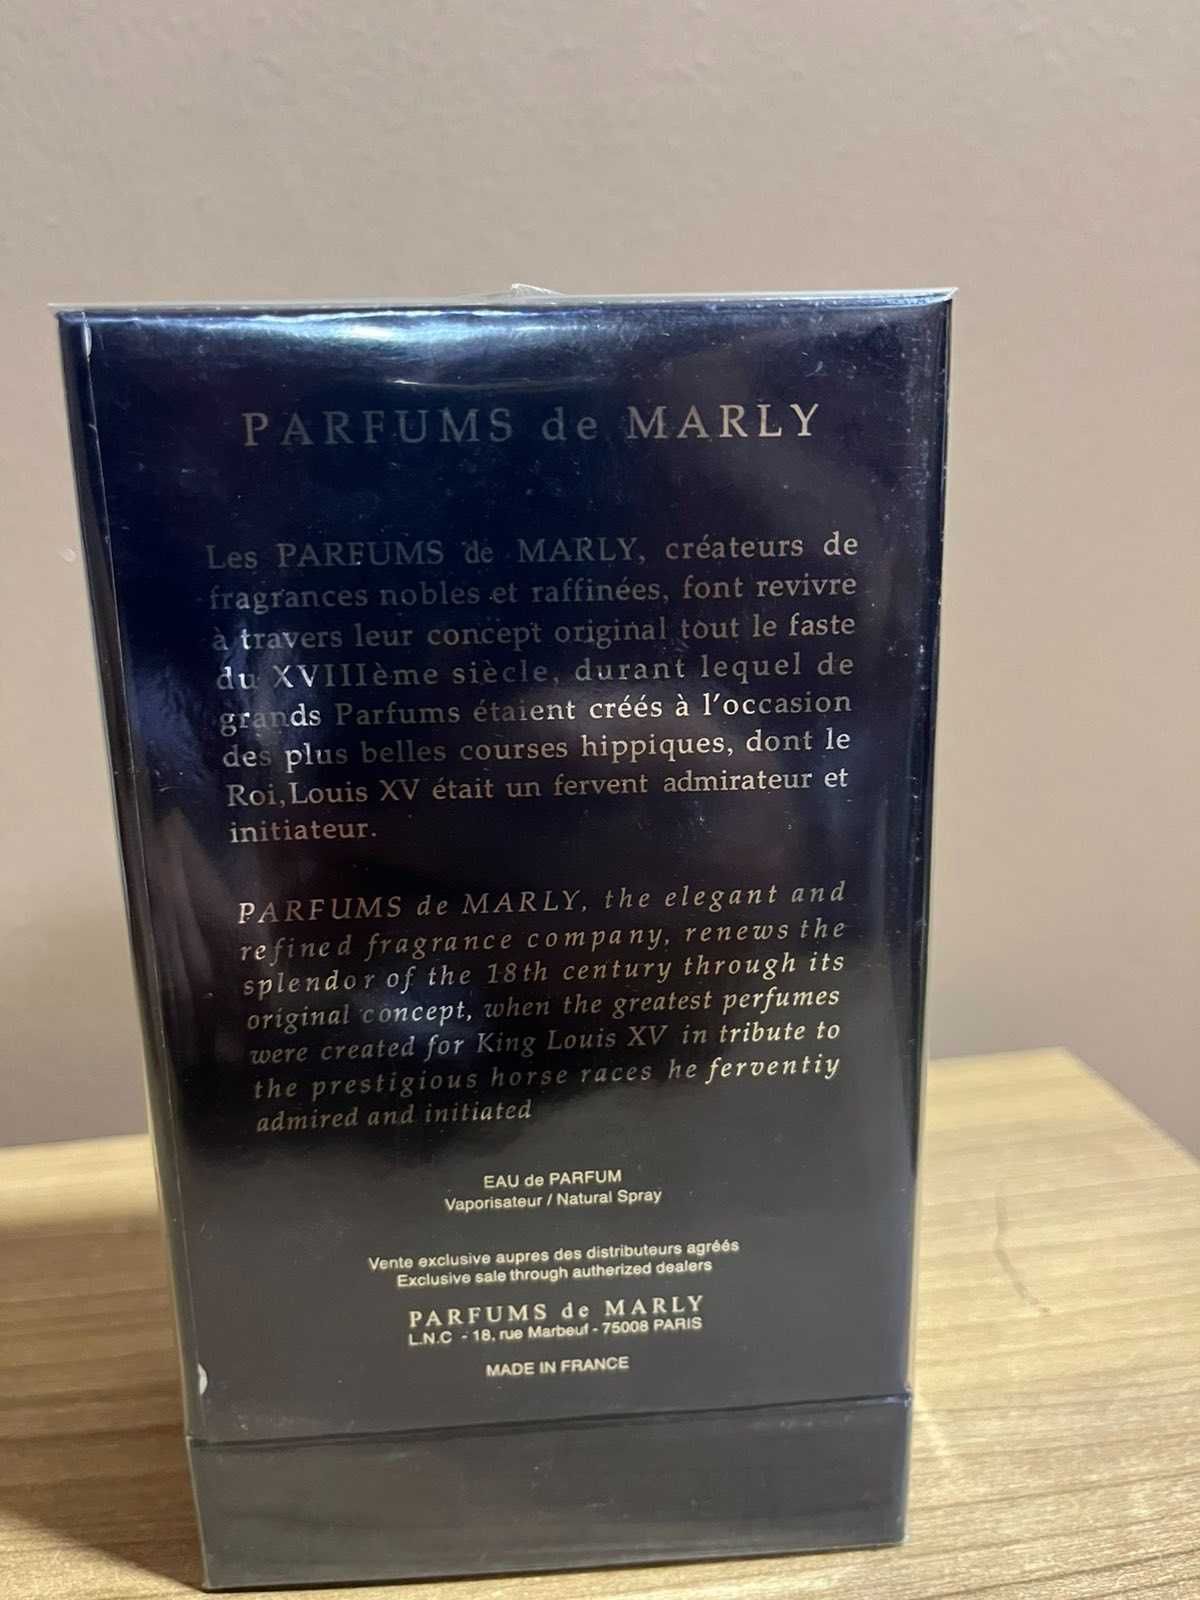 PARFUMS de MARLY
Les PARFUMS de MARLY, créateurs de
fragrances nobles et raffinées, font revivre
à travers leur concept original tout le faste
du XVIIIème siècle, durant lequel de
grands Parfums étaient créés à l'occasion
des plus belles courses hippiques, dont le
Roi, Louis XV était un fervent admirateur et
initiateur.
PARFUMS de MARLY, the elegant and
refined fragrance company, renews the
splendor of the 18th century through its
original concept, when the greatest perfumes
were created for King Louis XV in tribute to
the prestigious horse races he ferventiy
admired and initiated
EAU de PARFUM
Vaporisateur / Natural Spray
Vente exclusive aupres des distributeurs agréés
Exclusive sale through autherized dealers
PARFUMS de MARLY
L.N.C - 18, rue Marbeuf - 75008 PARIS
MADE IN FRANCE